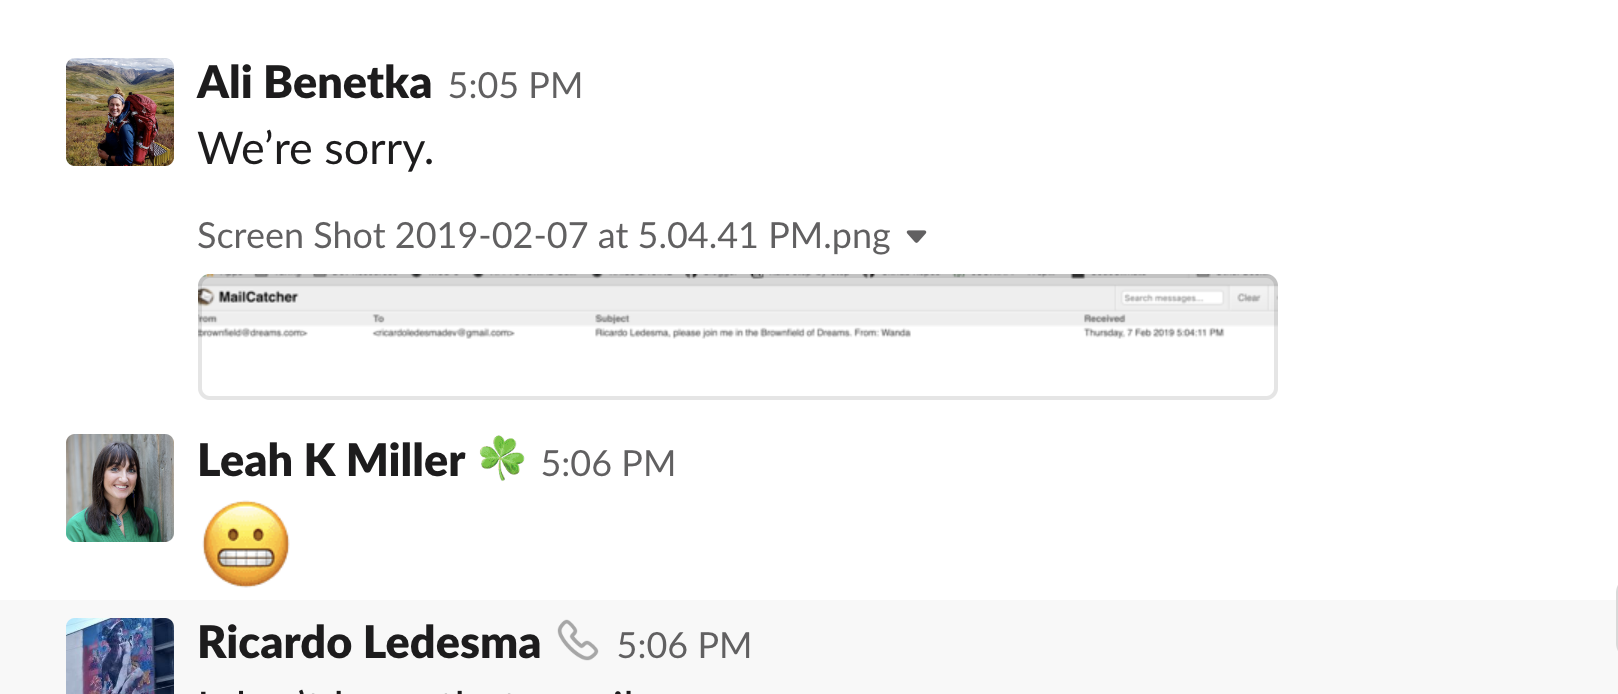 Ali Benetka 5:05 PM
We’re sorry.
Screen Shot 2019-02-07 at 5.04.41 PM.png
MailCatcher Search messages... Clear
rom To Subject Received
brownfield@dreams.com> <ricardoledesmadev@gmail.com> Ricardo Ledesma, please join me in the Brownfield of Dreams. From: Wanda Thursday, 7 Feb 2019 5:04:11 PM
Leah K Miller ☘️ 5:06 PM
😬
Ricardo Ledesma 5:06 PM